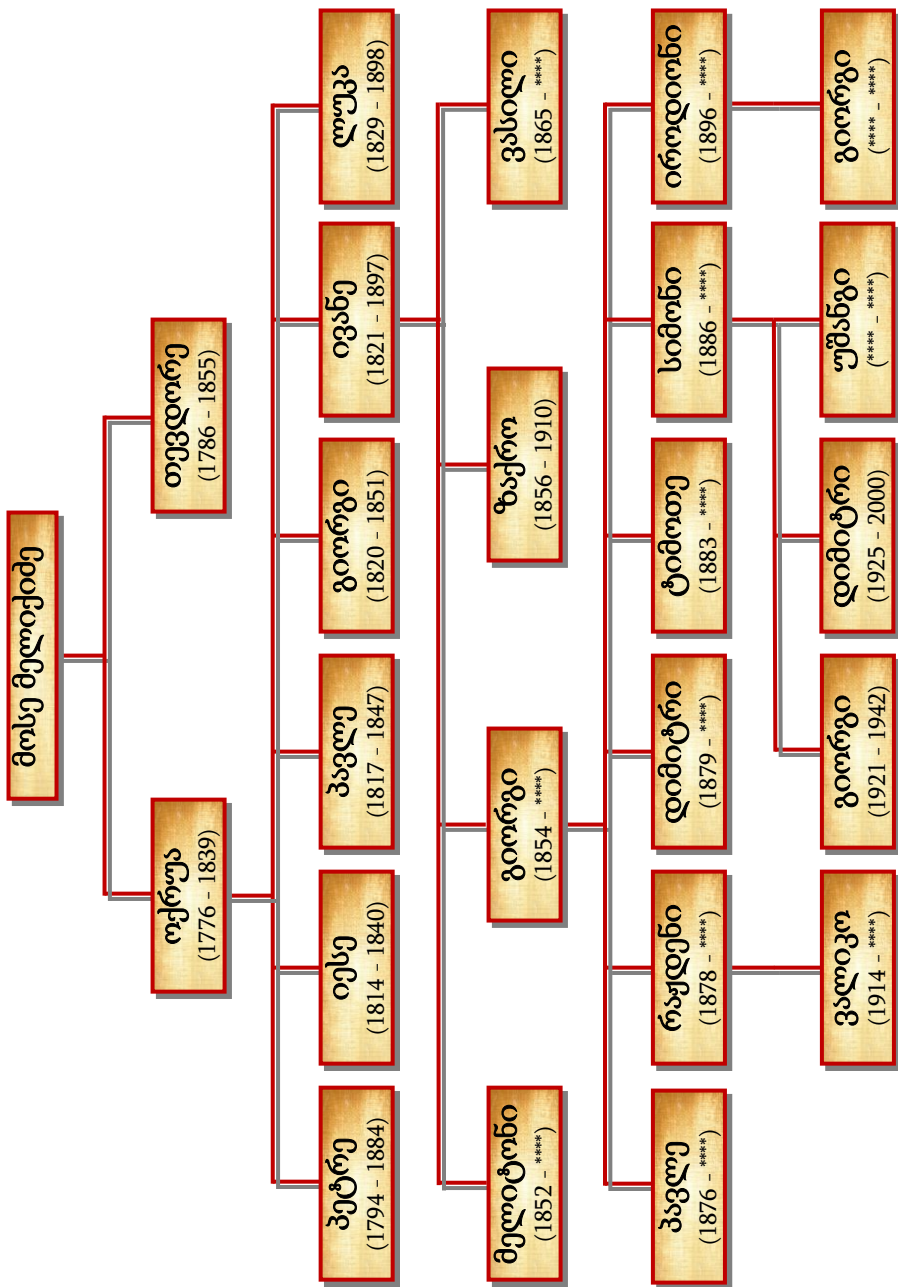 მოსე მელიქიძე
ოქრუა
(1776 - 1839)
თევდორე
(1786 - 1855)
პეტრე
(1794 - 1884)
იესე
(1814 - 1840)
პავლე
(1817 - 1847)
გიორგი
(1820 - 1851)
ივანე
(1821 - 1897)
ლუკა
(1829 - 1898)
მელიტონი
(1852 - ****)
გიორგი
(1854 - ****)
ზაქრო
(1856 - 1910)
ვასილი
(1865 - ****)
პავლე
(1876 - ****)
რაჟდენი
(1878 - ****)
დიმიტრი
(1879 - ****)
ტიმოთე
(1883 - ****)
სიმონი
(1886 - ****)
იროდიონი
(1896 - ****)
ვალიკო
(1914 - ****)
გიორგი
(1921 - 1942)
დიმიტრი
(1925 - 2000)
უშანგი
(**** - ****)
გიორგი
(**** - ****)